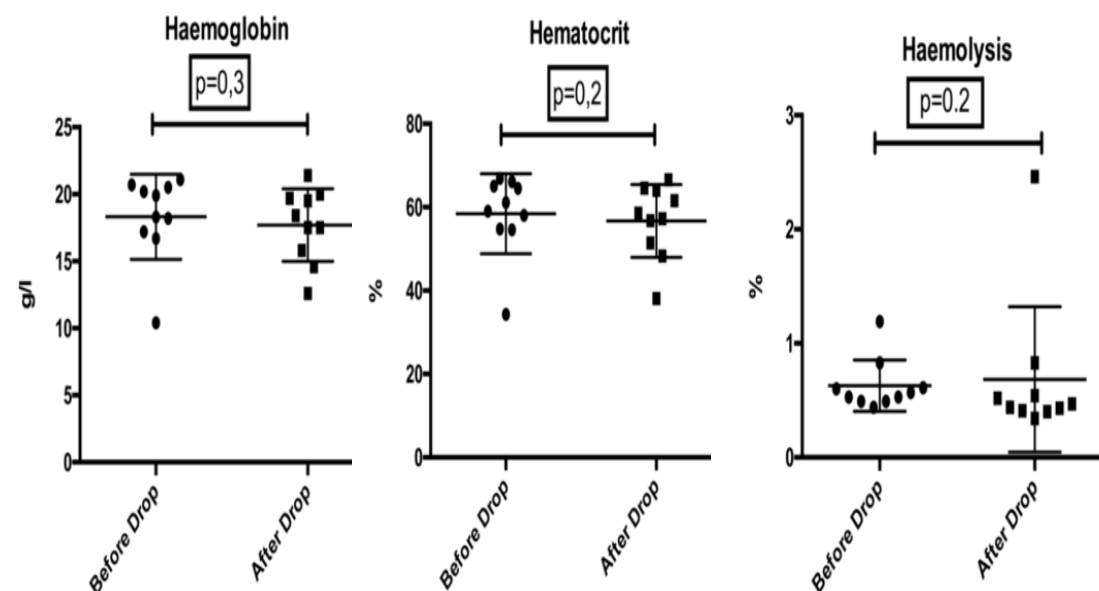 Haemoglobin
p=0,3
25
20
15
10
5
0
g/l
Before Drop
After Drop
Hematocrit
p=0,2
80
60
40
20
0
%
Before Drop
After Drop
Haemolysis
p=0.2
3
2
1
0
%
Before Drop
After Drop